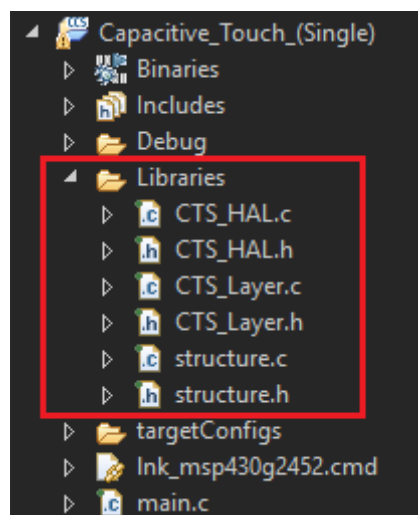 Capacitive_Touch_(Single)
Binaries
Includes
Debug
Libraries
CTS_HAL.c
CTS_HAL.h
CTS_Layer.c
CTS_Layer.h
structure.c
structure.h
targetConfigs
lnk_msp430g2452.cmd
main.c